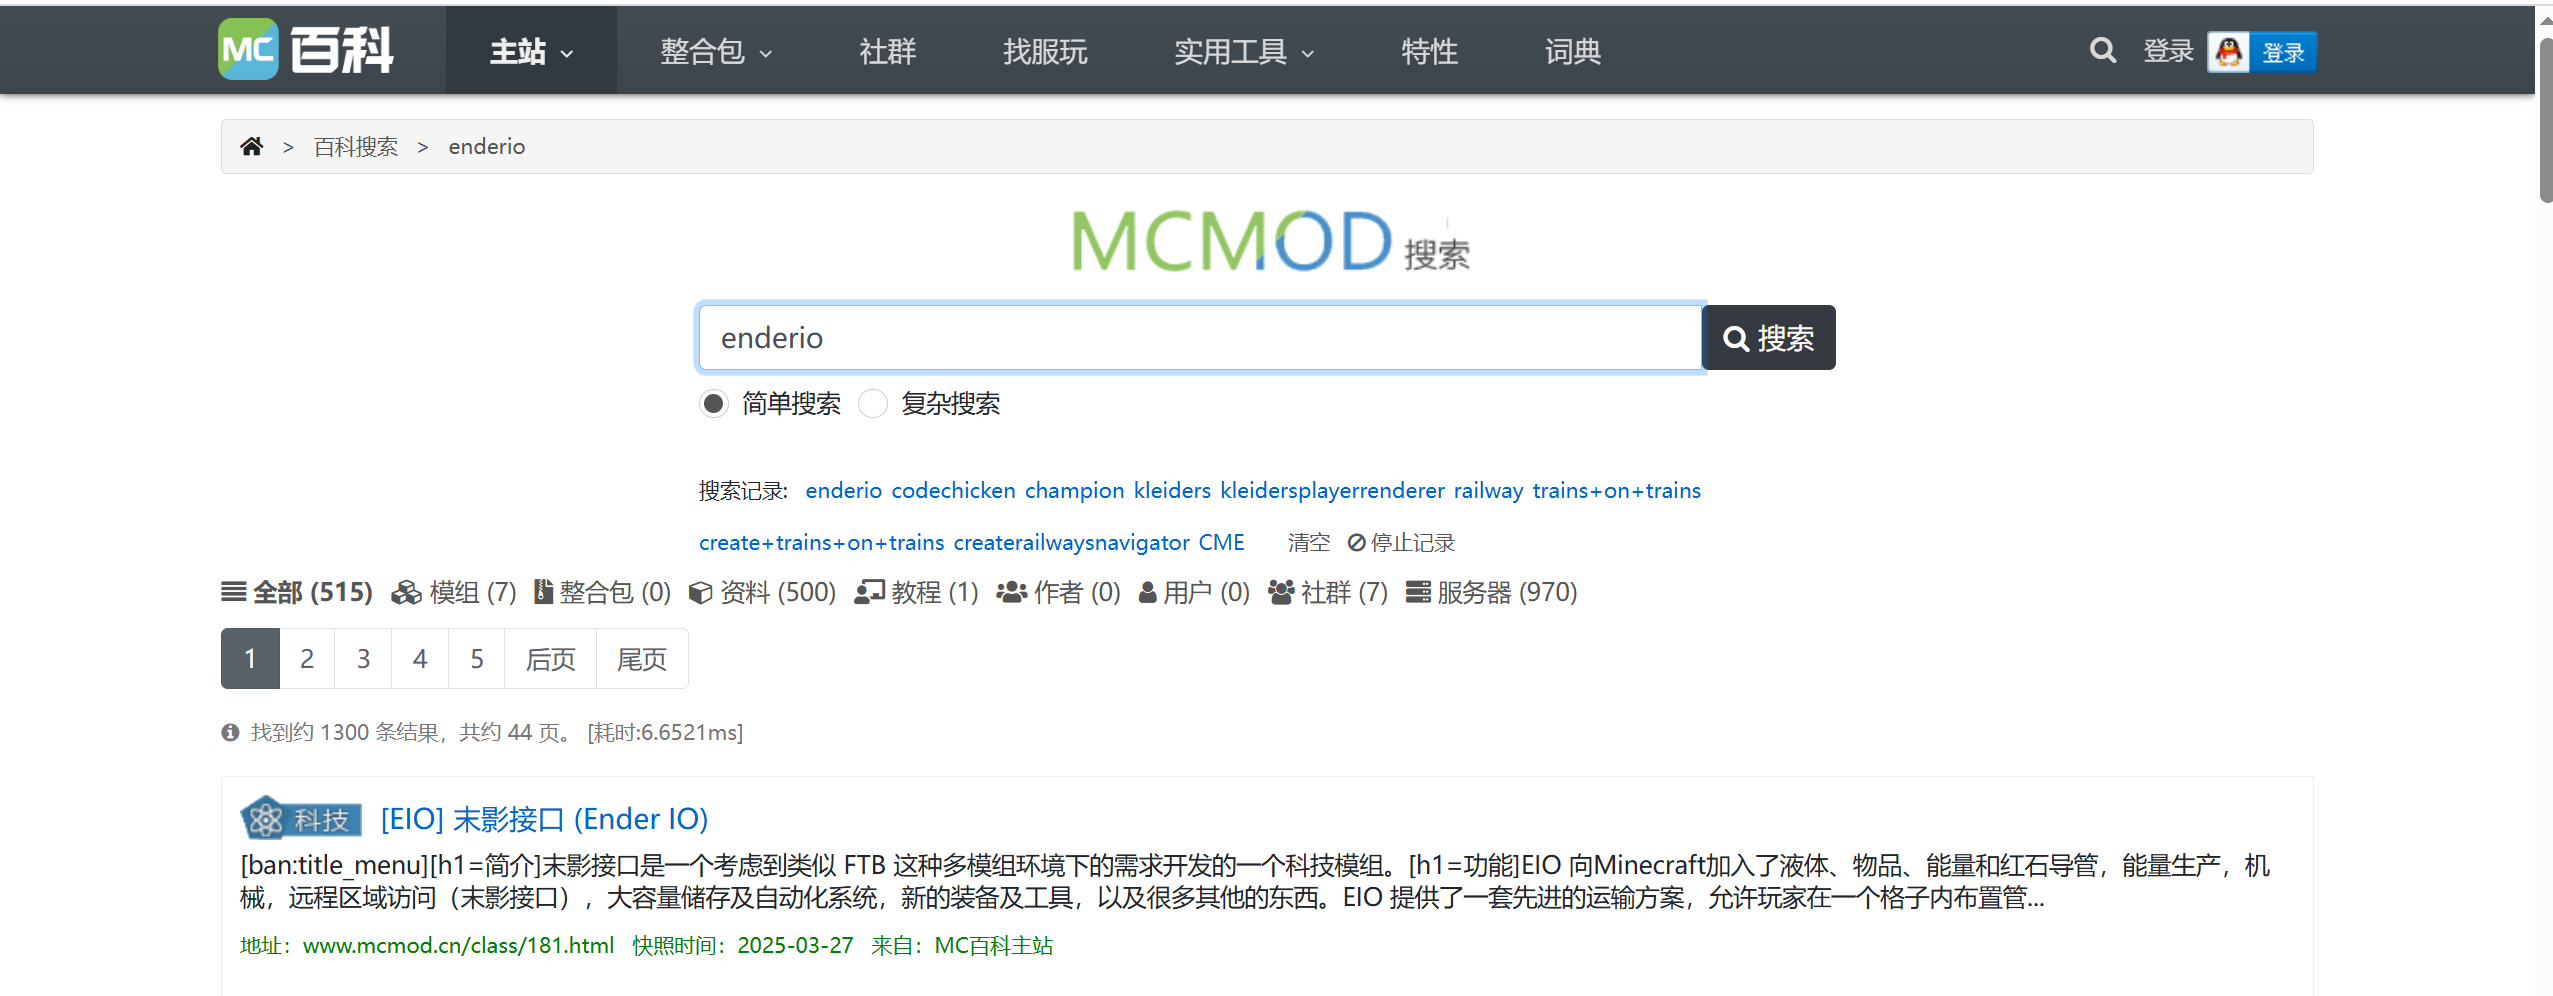 MC 百科 主站 整合包 社群 找服玩 实用工具 特性 词典 登录 登录
> 百科搜索 > enderio
MCMOD 搜索
enderio 搜索
简单搜索 复杂搜索
搜索记录: enderio codechicken champion kleiders kleidersplayerrenderer railway trains+on+trains
create+trains+on+trains createrailwaysnavigator CME 清空 停止记录
全部 (515) 模组 (7) 整合包 (0) 资料 (500) 教程 (1) 作者 (0) 用户 (0) 社群 (7) 服务器 (970)
1 2 3 4 5 后页 尾页
找到约 1300 条结果，共约 44 页。 [耗时:6.6521ms]
科技 [EIO] 末影接口 (Ender IO)
[ban:title_menu][h1=简介]末影接口是一个考虑到类似 FTB 这种多模组环境下的需求开发的一个科技模组。[h1=功能]EIO 向Minecraft加入了液体、物品、能量和红石导管，能量生产，机
械，远程区域访问（末影接口），大容量储存及自动化系统，新的装备及工具，以及很多其他的东西。EIO 提供了一套先进的运输方案，允许玩家在一个格子内布置管...
地址：www.mcmod.cn/class/181.html 快照时间：2025-03-27 来自：MC百科主站